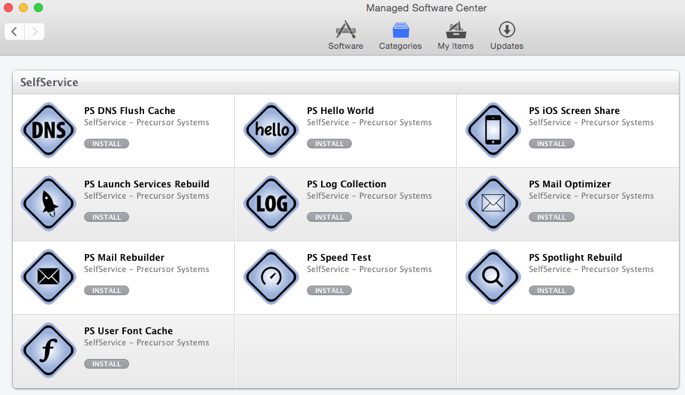 Managed Software Center
Software
Categories
My Items
Updates
SelfService
DNS
PS DNS Flush Cache
SelfService – Precursor Systems
INSTALL
hello
PS Hello World
SelfService – Precursor Systems
INSTALL
PS iOS Screen Share
SelfService – Precursor Systems
INSTALL
PS Launch Services Rebuild
SelfService – Precursor Systems
INSTALL
LOG
PS Log Collection
SelfService – Precursor Systems
INSTALL
PS Mail Optimizer
SelfService – Precursor Systems
INSTALL
PS Mail Rebuilder
SelfService – Precursor Systems
INSTALL
PS Speed Test
SelfService – Precursor Systems
INSTALL
PS Spotlight Rebuild
SelfService – Precursor Systems
INSTALL
f
PS User Font Cache
SelfService – Precursor Systems
INSTALL